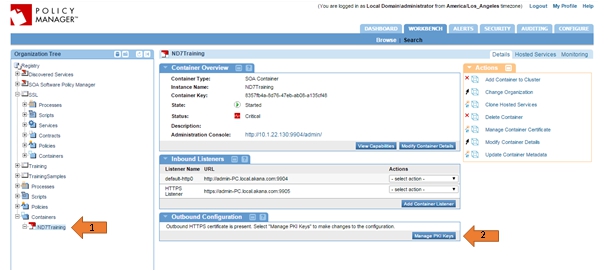 POLICY
MANAGER™
(You are logged in as Local Domain/administrator from America/Los_Angeles timezone)
Logout
My Profile
Help
DASHBOARD
WORKBENCH
ALERTS
SECURITY
AUDITING
CONFIGURE
Browse
Search
Organization Tree
Registry
Discovered Services
SOA Software Policy Manager
SSL
Processes
Scripts
Services
Contracts
Policies
Containers
Training
TrainingSamples
Processes
Scripts
Policies
Containers
ND7Training
1
ND7Training
Details
Hosted Services
Monitoring
Container Overview
Container Type: SOA Container
Instance Name: ND7Training
Container Key: 8357fb4a-8d76-47eb-ab08-a135cf48
State: Started
Status: Critical
Description:
Administration Console: http://10.1.22.130:9904/admin/
View Capabilities
Modify Container Details
Inbound Listeners
Listener Name URL Actions
default-http0 http://admin-PC.local.akana.com:9904 - select action -
HTTPS
Listener
https://admin-PC.local.akana.com:9905 - select action -
Add Container Listener
Outbound Configuration
Outbound HTTPS certificate is present. Select "Manage PKI Keys" to make changes to the configuration.
Manage PKI Keys
2
Actions
Add Container to Cluster
Change Organization
Clone Hosted Services
Delete Container
Manage Container Certificate
Modify Container Details
Update Container Metadata